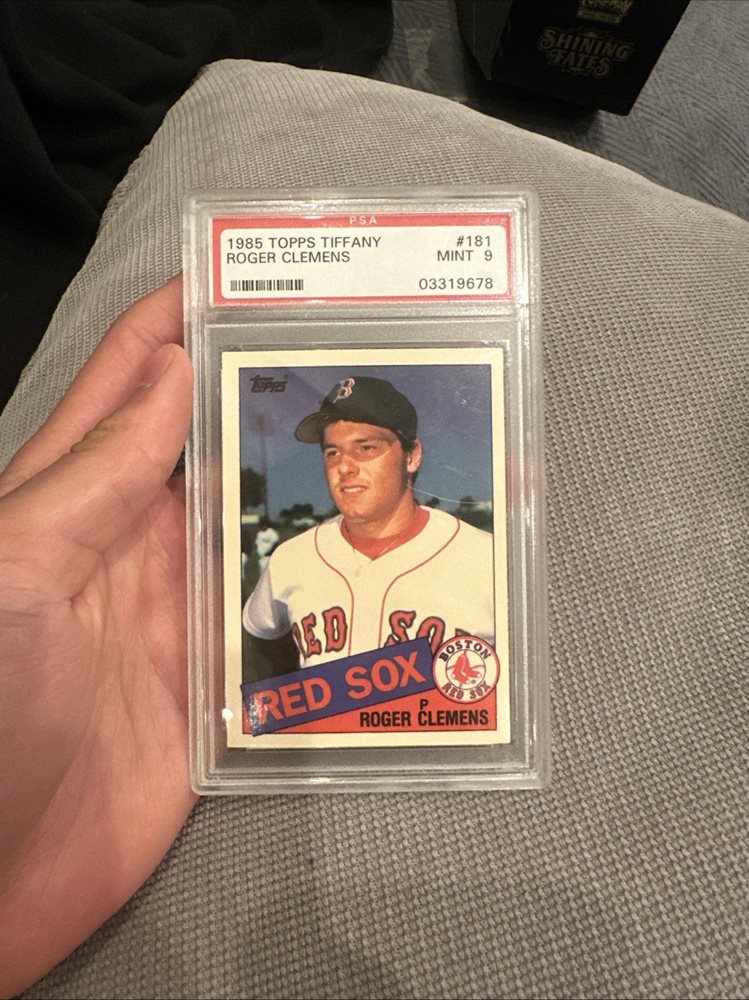 SHINING
FATES
PSA
1985 TOPPS TIFFANY #181
ROGER CLEMENS MINT 9
03319678
Topps
B
RED SO
RED SOX
BOSTON
RED SOX
P
ROGER CLEMENS